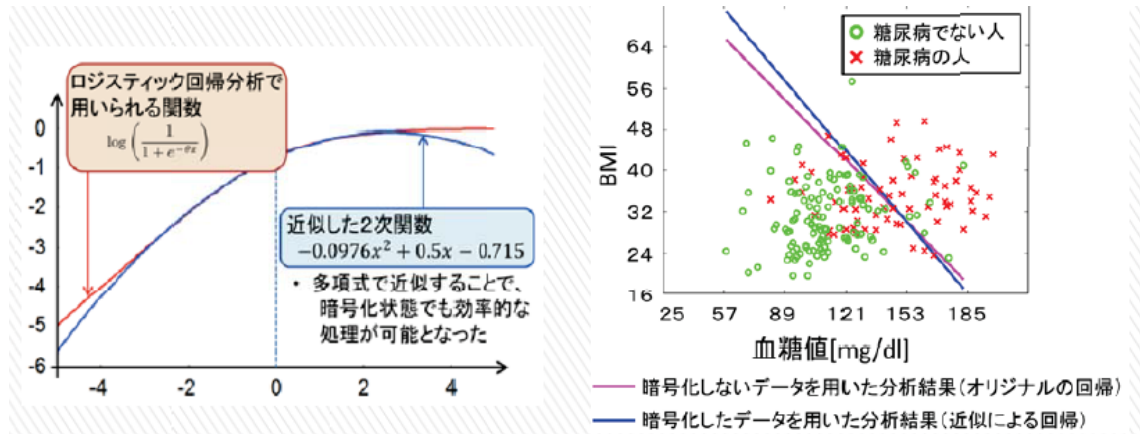 ロジスティック回帰分析で
用いられる関数
log(1/(1+e^{-θx}))
0
-1
-2
-3
-4
-5
-6
-4
-2
0
2
4
近似した2次関数
-0.0976x² + 0.5x - 0.715
• 多項式で近似することで、
暗号化状態でも効率的な
処理が可能となった
糖尿病でない人
糖尿病の人
BMI
64
56
48
40
32
24
16
25 57 89 121 153 185
血糖値[mg/dl]
暗号化しないデータを用いた分析結果(オリジナルの回帰)
暗号化したデータを用いた分析結果(近似による回帰)